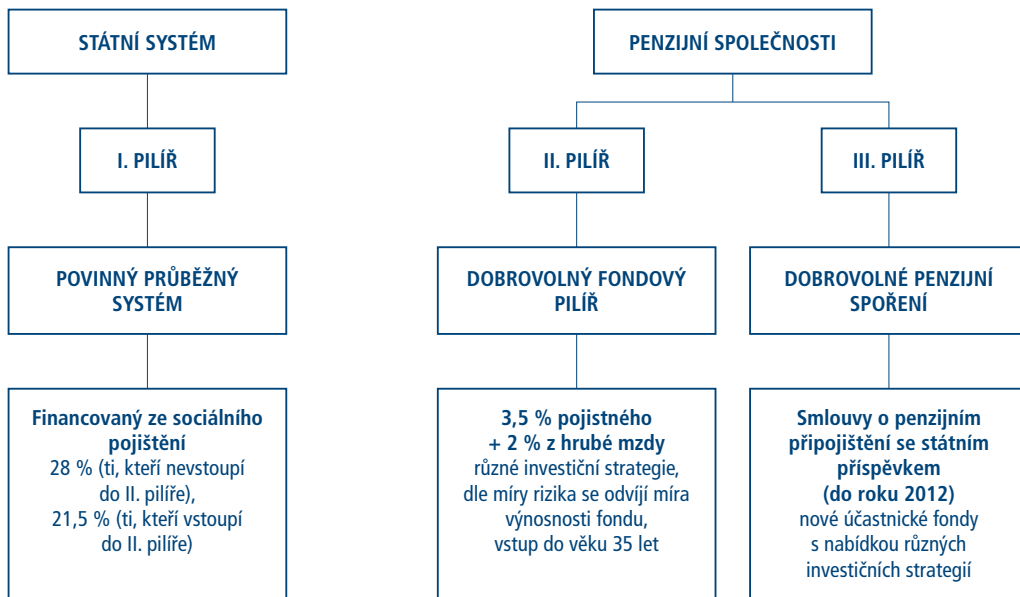 STÁTNÍ SYSTÉM
PENZIJNÍ SPOLEČNOSTI
I. PILÍŘ
II. PILÍŘ
III. PILÍŘ
POVINNÝ PRŮBĚŽNÝ
SYSTÉM
DOBROVOLNÝ FONDOVÝ
PILÍŘ
DOBROVOLNÉ PENZIJNÍ
SPOŘENÍ
Financovaný ze sociálního
pojištění
28 % (ti, kteří nevstoupí
do II. pilíře),
21,5 % (ti, kteří vstoupí
do II. pilíře)
3,5 % pojistného
+ 2 % z hrubé mzdy
různé investiční strategie,
dle míry rizika se odvíjí míra
výnosnosti fondu,
vstup do věku 35 let
Smlouvy o penzijním
připojištění se státním
příspěvkem
(do roku 2012)
nové účastnické fondy
s nabídkou různých
investičních strategií